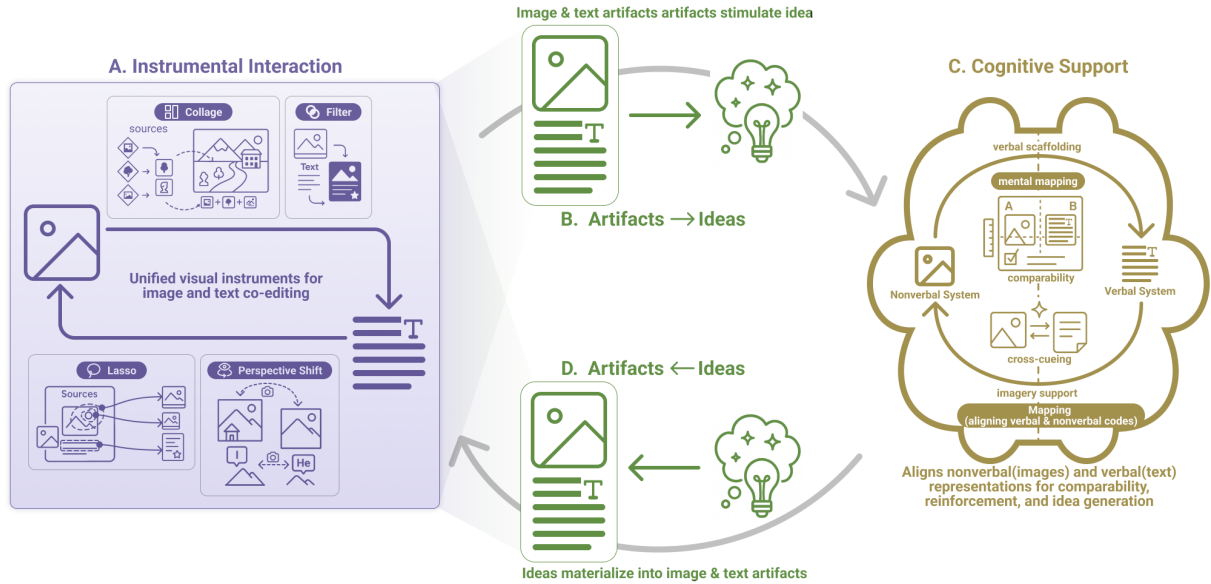 Image & text artifacts artifacts stimulate idea
A. Instrumental Interaction
Collage
sources
Filter
Text
Unified visual instruments for
image and text co-editing
T
Lasso
Sources
Perspective Shift
I
He
T
B. Artifacts → Ideas
D. Artifacts ← Ideas
T
Ideas materialize into image & text artifacts
C. Cognitive Support
verbal scaffolding
mental mapping
A
B
T
comparability
Nonverbal System
T
Verbal System
cross-cueing
imagery support
Mapping
(aligning verbal & nonverbal codes)
Aligns nonverbal(images) and verbal(text)
representations for comparability,
reinforcement, and idea generation